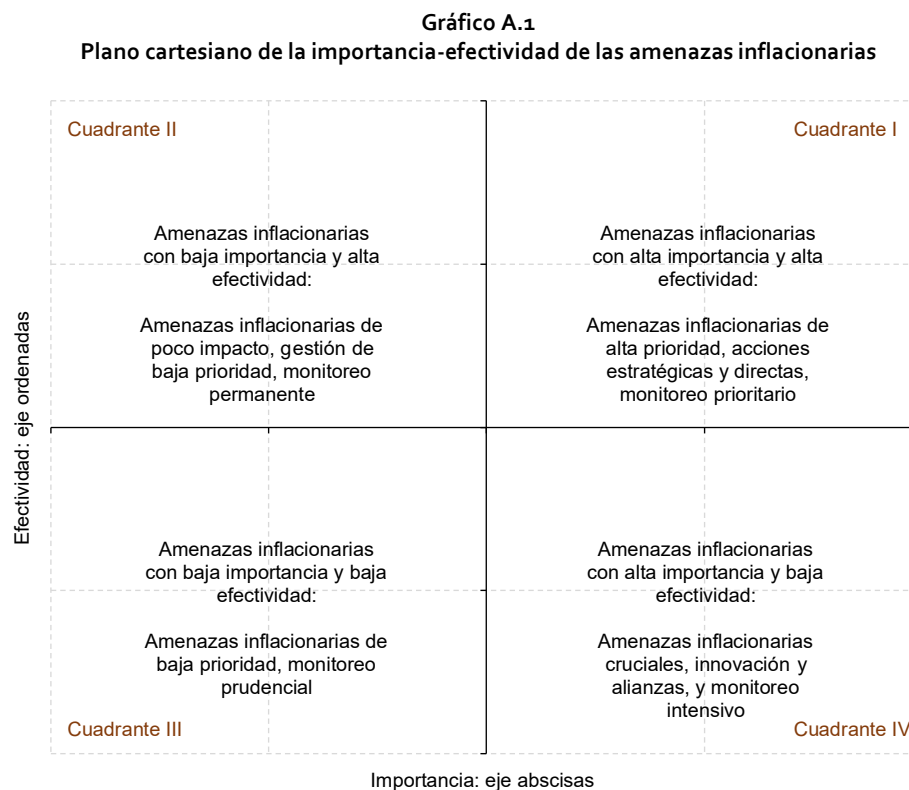 Gráfico A.1
Plano cartesiano de la importancia-efectividad de las amenazas inflacionarias
Cuadrante II
Cuadrante I
Amenazas inflacionarias
con baja importancia y alta
efectividad:
Amenazas inflacionarias de
poco impacto, gestión de
baja prioridad, monitoreo
permanente
Amenazas inflacionarias
con alta importancia y alta
efectividad:
Amenazas inflacionarias de
alta prioridad, acciones
estratégicas y directas,
monitoreo prioritario
Efectividad: eje ordenadas
Amenazas inflacionarias
con baja importancia y baja
efectividad:
Amenazas inflacionarias de
baja prioridad, monitoreo
prudencial
Amenazas inflacionarias
con alta importancia y baja
efectividad:
Amenazas inflacionarias
cruciales, innovación y
alianzas, y monitoreo
intensivo
Cuadrante III
Cuadrante IV
Importancia: eje abscisas